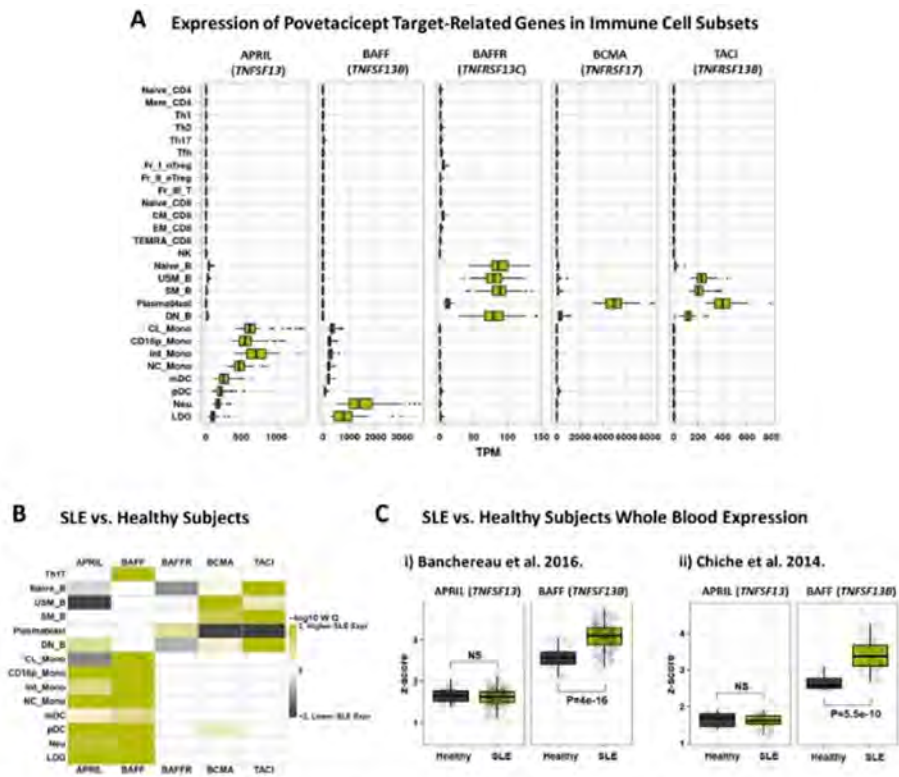 A Expression of Povetacicept Target-Related Genes in Immune Cell Subsets
APRIL BAFF BAFFR BCMA TACI
(TNFSF13) (TNFSF13B) (TNFRSF13C) (TNFRSF17) (TNFRSF13B)
Naive_CD4
Mem_CD4
Th1
Th2
Th17
Tfh
Fr_I_nTreg
Fr_II_eTreg
Fr_III_T
Naive_CD8
CM_CD8
EM_CD8
TEMRA_CD8
NK
Naive_B
USM_B
SM_B
Plasmablast
DN_B
CL_Mono
CD16p_Mono
Int_Mono
NC_Mono
mDC
pDC
Neu
LDG
0 500 1000 0 1000 2000 3000 0 50 100 150 0 2000 4000 6000 8000 0 200 400 600 800
TPM
B SLE vs. Healthy Subjects
APRIL BAFF BAFFR BCMA TACI
Th17
Naive_B
USM_B
SM_B
Plasmablast
DN_B
CL_Mono
CD16p_Mono
Int_Mono
NC_Mono
mDC
pDC
Neu
LDG
APRIL BAFF BAFFR BCMA TACI
Higher SLE Expr
Lower SLE Expr
C SLE vs. Healthy Subjects Whole Blood Expression
i) Banchereau et al. 2016.
APRIL (TNFSF13) BAFF (TNFSF13B)
z-score
NS
P=4e-16
Healthy SLE Healthy SLE
ii) Chiche et al. 2014.
APRIL (TNFSF13) BAFF (TNFSF13B)
z-score
4
3
2
1
NS
P=5.5e-10
Healthy SLE Healthy SLE